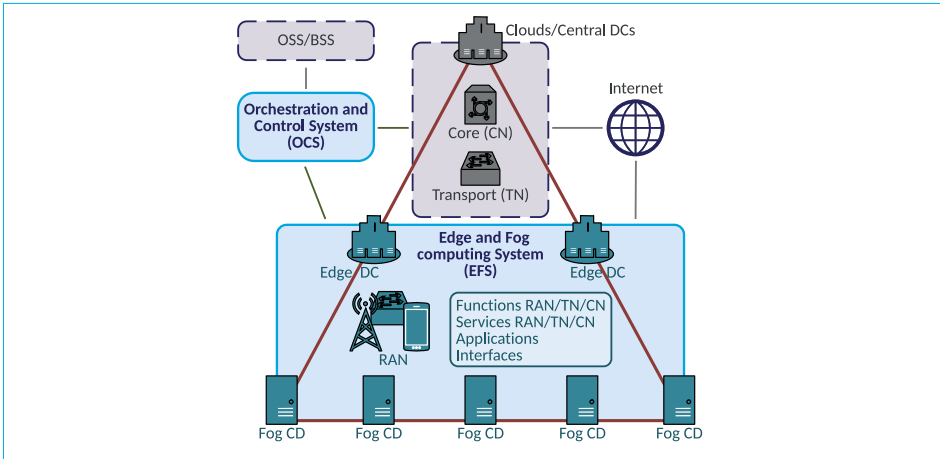 Clouds/Central DCs
OSS/BSS
Internet
Orchestration and
Control System
(OCS)
Core (CN)
Transport (TN)
Edge and Fog
computing System
(EFS)
Edge DC
Edge DC
Functions RAN/TN/CN
Services RAN/TN/CN
Applications
Interfaces
RAN
Fog CD
Fog CD
Fog CD
Fog CD
Fog CD